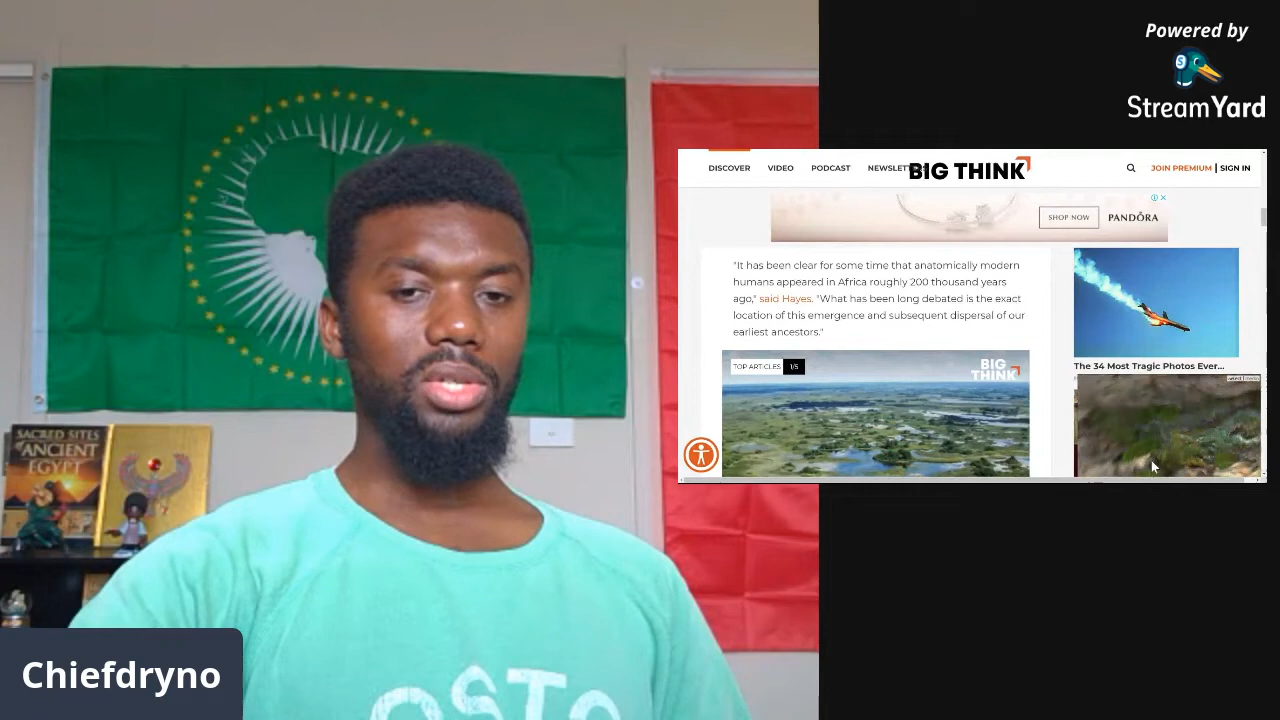 Powered by
StreamYard
DISCOVER VIDEO PODCAST BIG THINK JOIN PREMIUM | SIGN IN
SHOP NOW PANDÖRA
"It has been clear for some time that anatomically modern
humans appeared in Africa roughly 200 thousand years
ago," said Hayes. "What has been long debated is the exact
location of this emergence and subsequent dispersal of our
earliest ancestors."
TOP ARTICLES 1/5
BIG
THINK
The 34 Most Tragic Photos Ever...
SACRED SITES
OF ANCIENT
EGYPT
Chiefdryno